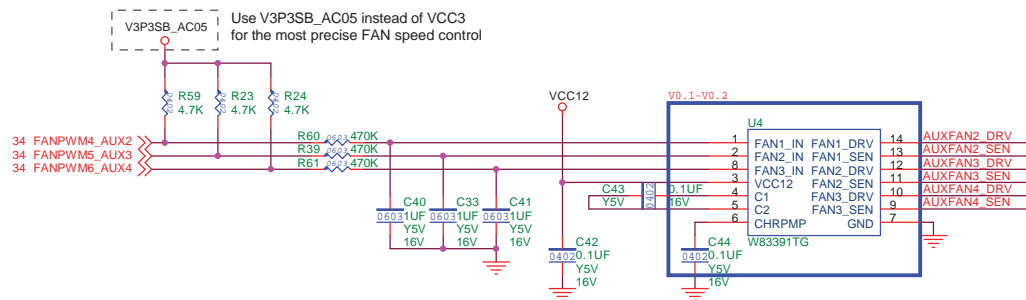 V3P3SB_AC05
Use V3P3SB_AC05 instead of VCC3
for the most precise FAN speed control
R59
4.7K
0402
R23
4.7K
0402
R24
4.7K
0402
34 FANPWM4_AUX2
34 FANPWM5_AUX3
34 FANPWM6_AUX4
R60 0603 470K
R39 0603 470K
R61 0603 470K
C40
0603 1UF
Y5V
16V
C33
0603 1UF
Y5V
16V
C41
0603 1UF
Y5V
16V
VCC12
C42
0402 0.1UF
Y5V
16V
C43
Y5V
0402
0.1UF
16V
C44
0402 0.1UF
Y5V
16V
V0.1-V0.2
U4
1 FAN1_IN FAN1_DRV 14 AUXFAN2_DRV
2 FAN2_IN FAN1_SEN 13 AUXFAN2_SEN
8 FAN3_IN FAN2_DRV 12 AUXFAN3_DRV
3 VCC12 FAN2_SEN 11 AUXFAN3_SEN
4 C1 FAN3_DRV 10 AUXFAN4_DRV
5 C2 FAN3_SEN 9 AUXFAN4_SEN
6 CHRPMP GND 7
W83391TG